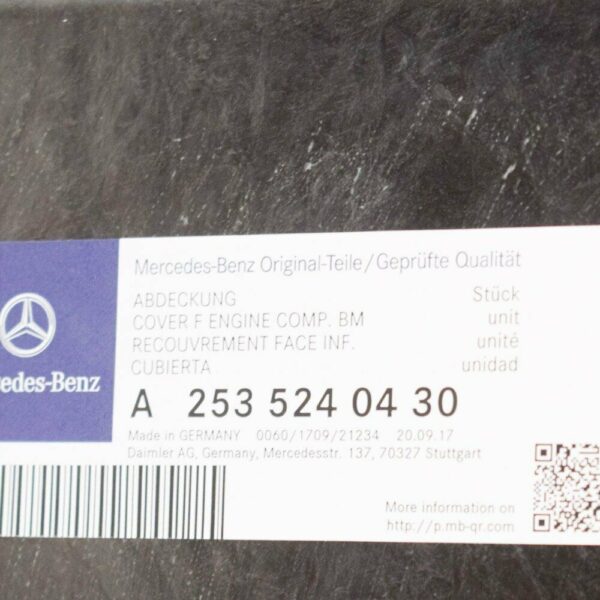 Mercedes-Benz Original-Teile/Geprüfte Qualität
ABDECKUNG Stück
COVER F ENGINE COMP. BM unit
RECOUVREMENT FACE INF. unité
CUBIERTA unidad
edes-Benz
A 253 524 04 30
Made in GERMANY 0060/1709/21234 20.09.17
Daimler AG, Germany, Mercedesstr. 137, 70327 Stuttgart
More information on
http://p.mb-qr.com